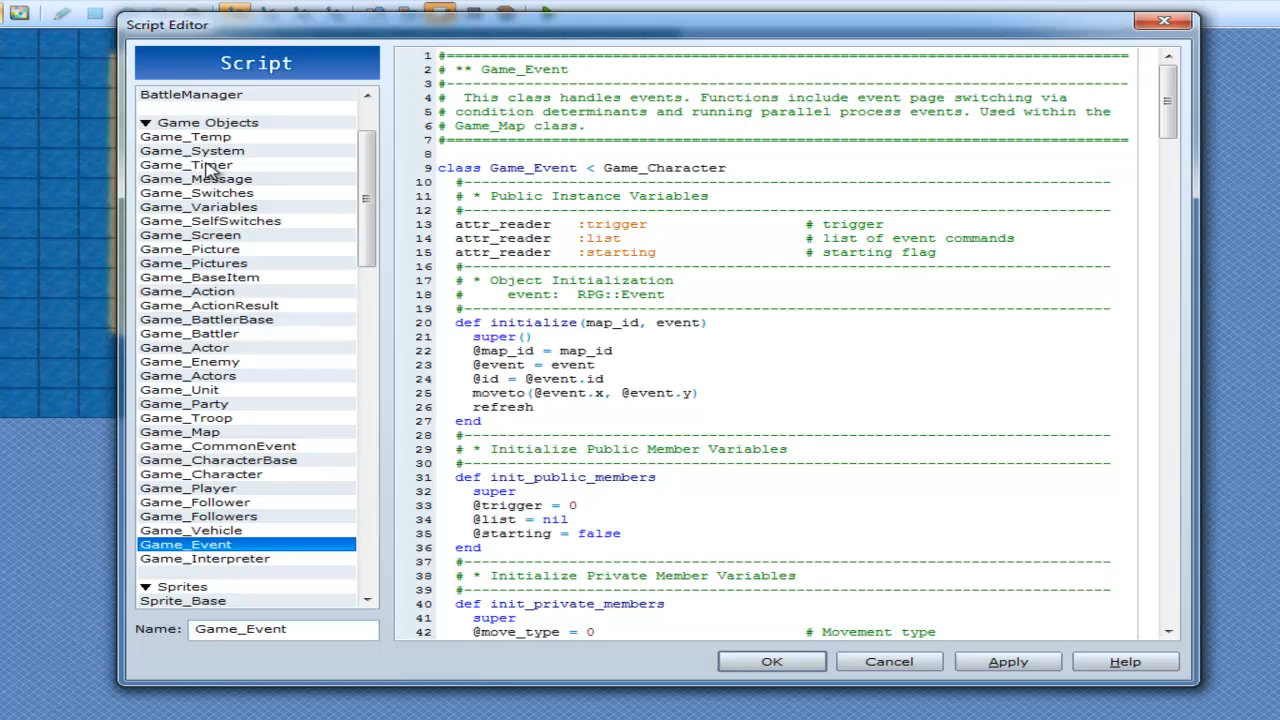 Script Editor
Script
BattleManager
▼ Game Objects
Game_Temp
Game_System
Game_Timer
Game_Message
Game_Switches
Game_Variables
Game_SelfSwitches
Game_Screen
Game_Picture
Game_Pictures
Game_BaseItem
Game_Action
Game_ActionResult
Game_BattlerBase
Game_Battler
Game_Actor
Game_Enemy
Game_Actors
Game_Unit
Game_Party
Game_Troop
Game_Map
Game_CommonEvent
Game_CharacterBase
Game_Character
Game_Player
Game_Follower
Game_Followers
Game_Vehicle
Game_Event
Game_Interpreter
▼ Sprites
Sprite_Base
Name: Game_Event
1 #==============================================================================
2 # ** Game_Event
3 #------------------------------------------------------------------------------
4 #  This class handles events. Functions include event page switching via
5 # condition determinants and running parallel process events. Used within the
6 # Game_Map class.
7 #==============================================================================
8
9 class Game_Event < Game_Character
10   #--------------------------------------------------------------------------
11   # * Public Instance Variables
12   #--------------------------------------------------------------------------
13   attr_reader   :trigger                  # trigger
14   attr_reader   :list                     # list of event commands
15   attr_reader   :starting                 # starting flag
16   #--------------------------------------------------------------------------
17   # * Object Initialization
18   #     event:  RPG::Event
19   #--------------------------------------------------------------------------
20   def initialize(map_id, event)
21     super()
22     @map_id = map_id
23     @event = event
24     @id = @event.id
25     moveto(@event.x, @event.y)
26     refresh
27   end
28   #--------------------------------------------------------------------------
29   # * Initialize Public Member Variables
30   #--------------------------------------------------------------------------
31   def init_public_members
32     super
33     @trigger = 0
34     @list = nil
35     @starting = false
36   end
37   #--------------------------------------------------------------------------
38   # * Initialize Private Member Variables
39   #--------------------------------------------------------------------------
40   def init_private_members
41     super
42     @move_type = 0                        # Movement type
OK Cancel Apply Help